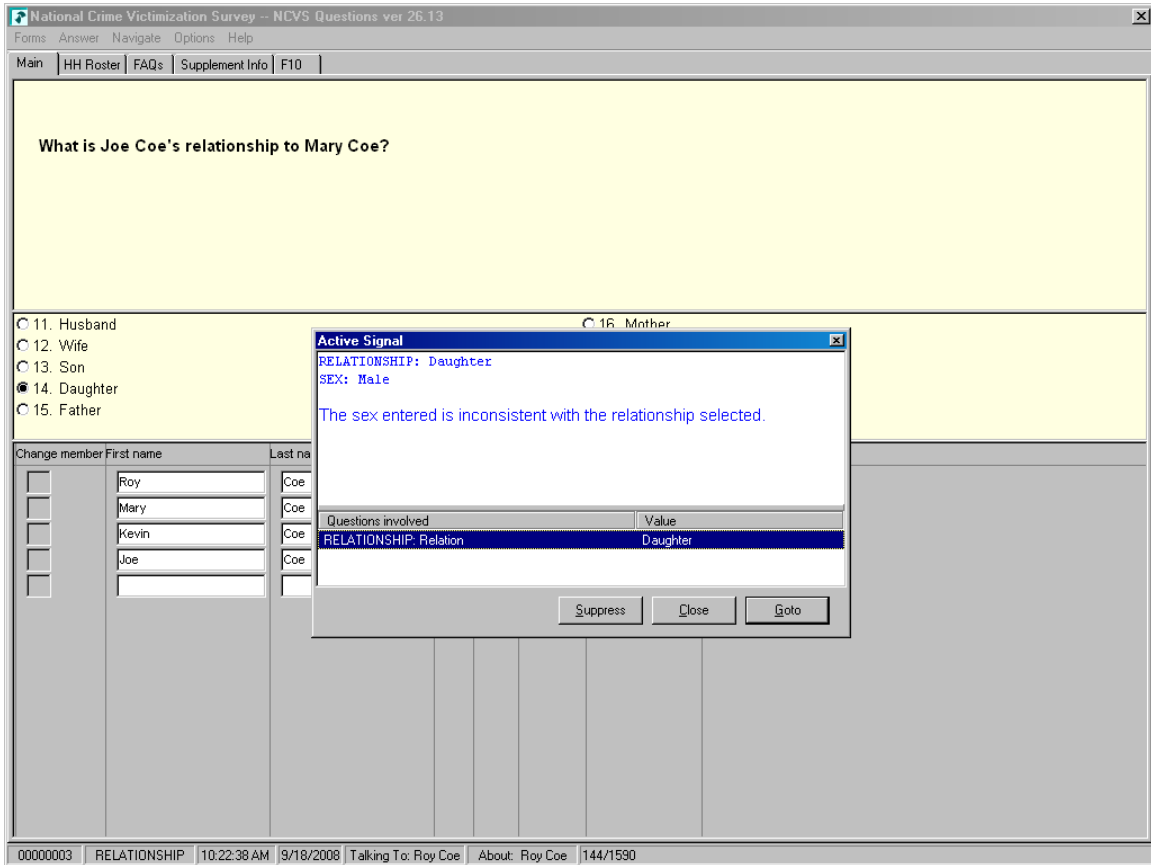 National Crime Victimization Survey -- NCVS Questions ver 26.13
Forms Answer Navigate Options Help
Main HH Roster FAQs Supplement Info F10
What is Joe Coe's relationship to Mary Coe?
11. Husband
12. Wife
13. Son
14. Daughter
15. Father
16. Mother
Active Signal
RELATIONSHIP: Daughter
SEX: Male
The sex entered is inconsistent with the relationship selected.
Questions involved Value
RELATIONSHIP: Relation Daughter
Suppress Close Goto
Change member First name Last na
Roy Coe
Mary Coe
Kevin Coe
Joe Coe
00000003 RELATIONSHIP 10:22:38 AM 9/18/2008 Talking To: Roy Coe About: Roy Coe 144/1590